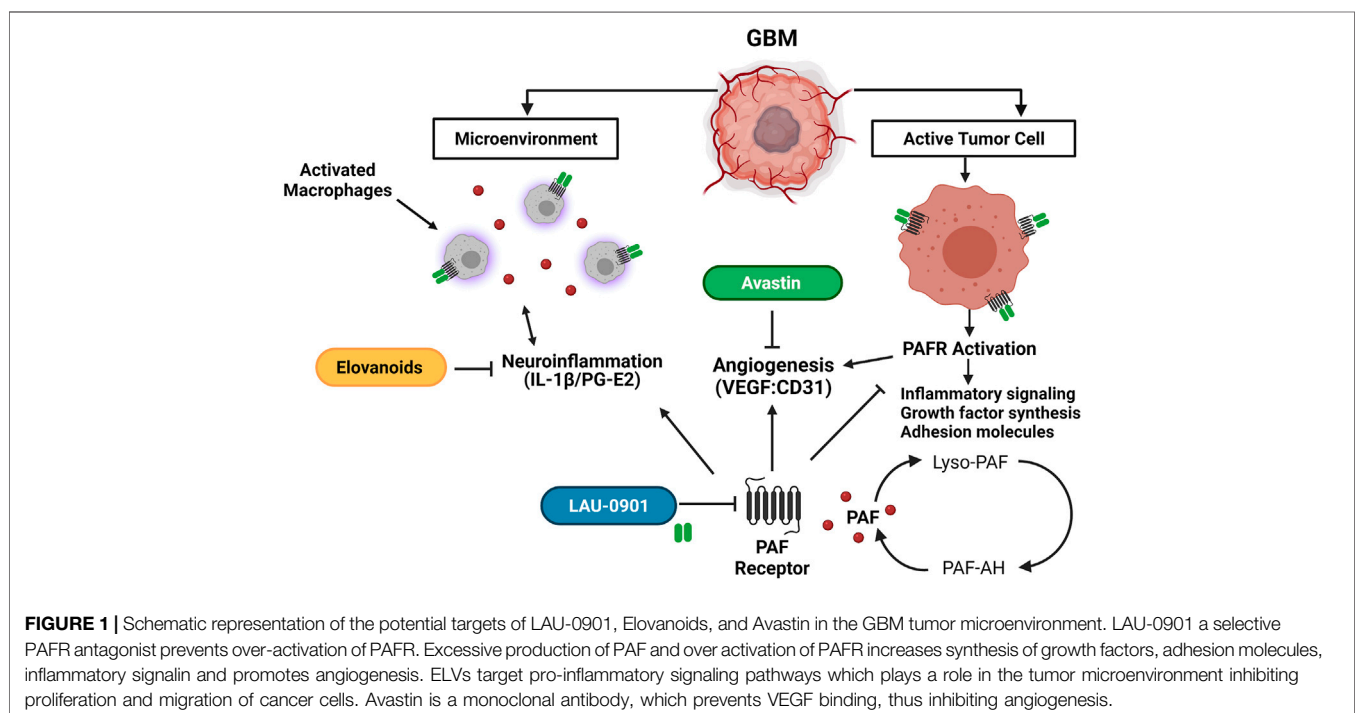 GBM
Microenvironment
Active Tumor Cell
Activated
Macrophages
Avastin
Elovanoids
Neuroinflammation
(IL-1β/PG-E2)
Angiogenesis
(VEGF:CD31)
PAFR Activation
Inflammatory signaling
Growth factor synthesis
Adhesion molecules
Lyso-PAF
LAU-0901
PAF
PAF
Receptor
PAF-AH
FIGURE 1 | Schematic representation of the potential targets of LAU-0901, Elovanoids, and Avastin in the GBM tumor microenvironment. LAU-0901 a selective
PAFR antagonist prevents over-activation of PAFR. Excessive production of PAF and over activation of PAFR increases synthesis of growth factors, adhesion molecules,
inflammatory signalin and promotes angiogenesis. ELVs target pro-inflammatory signaling pathways which plays a role in the tumor microenvironment inhibiting
proliferation and migration of cancer cells. Avastin is a monoclonal antibody, which prevents VEGF binding, thus inhibiting angiogenesis.